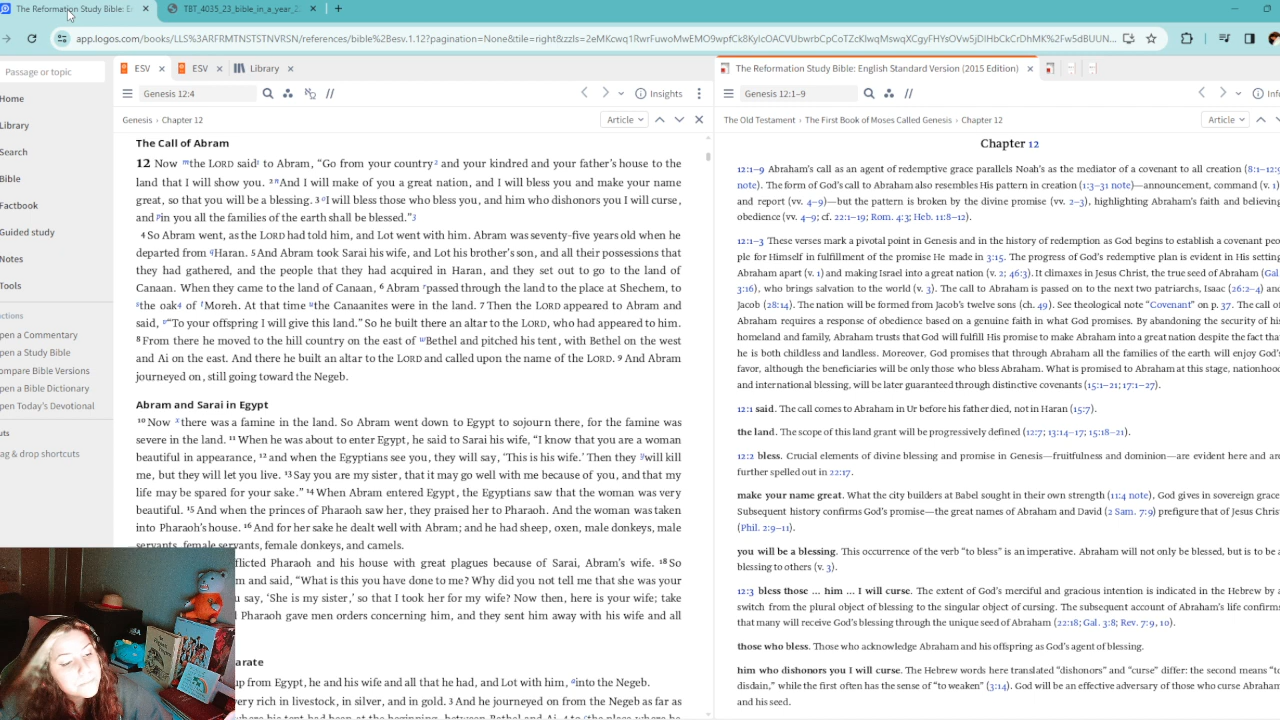 The Reformation Study Bible: E
TBT_4035_23_bible_in_a_year_2
app.logos.com/books/LLS%3ARFRMTNSTSTNVRSN/references/bible%2Besv.1.12?pagination=None&tile=right&zzls=2eMKcwq1RwrFuwoMwEMO9wpfCk8KylcOACVUbwrbCpCoTZcKIwqMswqXCgyFHYsOVw5jDlHbCkCrDhMK%2Fw5dBUUN...
Passage or topic
Home
Library
Search
Bible
Factbook
Guided study
Notes
Tools
ctions
pen a Commentary
pen a Study Bible
ompare Bible Versions
pen a Bible Dictionary
pen Today's Devotional
uts
ag & drop shortcuts
ESV
ESV
Library
Genesis 12:4
Insights
Genesis › Chapter 12
Article
The Call of Abram
12 Now m the LORD said 1 to Abram, “Go from your country 2 and your kindred and your father's house to the
land that I will show you. 2 n And I will make of you a great nation, and I will bless you and make your name
great, so that you will be a blessing. 3 o I will bless those who bless you, and him who dishonors you I will curse,
and p in you all the families of the earth shall be blessed.” 3
4 So Abram went, as the LORD had told him, and Lot went with him. Abram was seventy-five years old when he
departed from q Haran. 5 And Abram took Sarai his wife, and Lot his brother's son, and all their possessions that
they had gathered, and the people that they had acquired in Haran, and they set out to go to the land of
Canaan. When they came to the land of Canaan, 6 Abram r passed through the land to the place at Shechem, to
s the oak 4 of t Moreh. At that time u the Canaanites were in the land. 7 Then the LORD appeared to Abram and
said, v “To your offspring I will give this land.” So he built there an altar to the LORD, who had appeared to him.
8 From there he moved to the hill country on the east of w Bethel and pitched his tent, with Bethel on the west
and Ai on the east. And there he built an altar to the LORD and called upon the name of the LORD. 9 And Abram
journeyed on, still going toward the Negeb.
Abram and Sarai in Egypt
10 Now x there was a famine in the land. So Abram went down to Egypt to sojourn there, for the famine was
severe in the land. 11 When he was about to enter Egypt, he said to Sarai his wife, “I know that you are a woman
beautiful in appearance, 12 and when the Egyptians see you, they will say, ‘This is his wife.’ Then they y will kill
me, but they will let you live. 13 Say you are my sister, that it may go well with me because of you, and that my
life may be spared for your sake.” 14 When Abram entered Egypt, the Egyptians saw that the woman was very
beautiful. 15 And when the princes of Pharaoh saw her, they praised her to Pharaoh. And the woman was taken
into Pharaoh's house. 16 And for her sake he dealt well with Abram; and he had sheep, oxen, male donkeys, male
servants, female servants, female donkeys, and camels.
flicted Pharaoh and his house with great plagues because of Sarai, Abram's wife. 18 So
m and said, “What is this you have done to me? Why did you not tell me that she was your
u say, ‘She is my sister,’ so that I took her for my wife? Now then, here is your wife; take
Pharaoh gave men orders concerning him, and they sent him away with his wife and all
arate
up from Egypt, he and his wife and all that he had, and Lot with him, a into the Negeb.
ery rich in livestock, in silver, and in gold. 3 And he journeyed on from the Negeb as far as
where his tent had been at the beginning, between Bethel and Ai, 4 to the place where he
The Reformation Study Bible: English Standard Version (2015 Edition)
Genesis 12:1–9
Info
The Old Testament › The First Book of Moses Called Genesis › Chapter 12
Article
Chapter 12
12:1–9 Abraham's call as an agent of redemptive grace parallels Noah's as the mediator of a covenant to all creation (8:1–12:9
note). The form of God's call to Abraham also resembles His pattern in creation (1:3–31 note)—announcement, command (v. 1)
and report (vv. 4–9)—but the pattern is broken by the divine promise (vv. 2–3), highlighting Abraham's faith and believing
obedience (vv. 4–9; cf. 22:1–19; Rom. 4:3; Heb. 11:8–12).
12:1–3 These verses mark a pivotal point in Genesis and in the history of redemption as God begins to establish a covenant peo
ple for Himself in fulfillment of the promise He made in 3:15. The progress of God's redemptive plan is evident in His setting
Abraham apart (v. 1) and making Israel into a great nation (v. 2; 46:3). It climaxes in Jesus Christ, the true seed of Abraham (Gal
3:16), who brings salvation to the world (v. 3). The call to Abraham is passed on to the next two patriarchs, Isaac (26:2–4) and
Jacob (28:14). The nation will be formed from Jacob's twelve sons (ch. 49). See theological note “Covenant” on p. 37. The call of
Abraham requires a response of obedience based on a genuine faith in what God promises. By abandoning the security of his
homeland and family, Abraham trusts that God will fulfill His promise to make Abraham into a great nation despite the fact that
he is both childless and landless. Moreover, God promises that through Abraham all the families of the earth will enjoy God's
favor, although the beneficiaries will be only those who bless Abraham. What is promised to Abraham at this stage, nationhood
and international blessing, will be later guaranteed through distinctive covenants (15:1–21; 17:1–27).
12:1 said. The call comes to Abraham in Ur before his father died, not in Haran (15:7).
the land. The scope of this land grant will be progressively defined (12:7; 13:14–17; 15:18–21).
12:2 bless. Crucial elements of divine blessing and promise in Genesis—fruitfulness and dominion—are evident here and are
further spelled out in 22:17.
make your name great. What the city builders at Babel sought in their own strength (11:4 note), God gives in sovereign grace
Subsequent history confirms God's promise—the great names of Abraham and David (2 Sam. 7:9) prefigure that of Jesus Christ
(Phil. 2:9–11).
you will be a blessing. This occurrence of the verb “to bless” is an imperative. Abraham will not only be blessed, but is to be a
blessing to others (v. 3).
12:3 bless those ... him ... I will curse. The extent of God's merciful and gracious intention is indicated in the Hebrew by a
switch from the plural object of blessing to the singular object of cursing. The subsequent account of Abraham's life confirms
that many will receive God's blessing through the unique seed of Abraham (22:18; Gal. 3:8; Rev. 7:9, 10).
those who bless. Those who acknowledge Abraham and his offspring as God's agent of blessing.
him who dishonors you I will curse. The Hebrew words here translated “dishonors” and “curse” differ: the second means “to
disdain,” while the first often has the sense of “to weaken” (3:14). God will be an effective adversary of those who curse Abraham
and his seed.